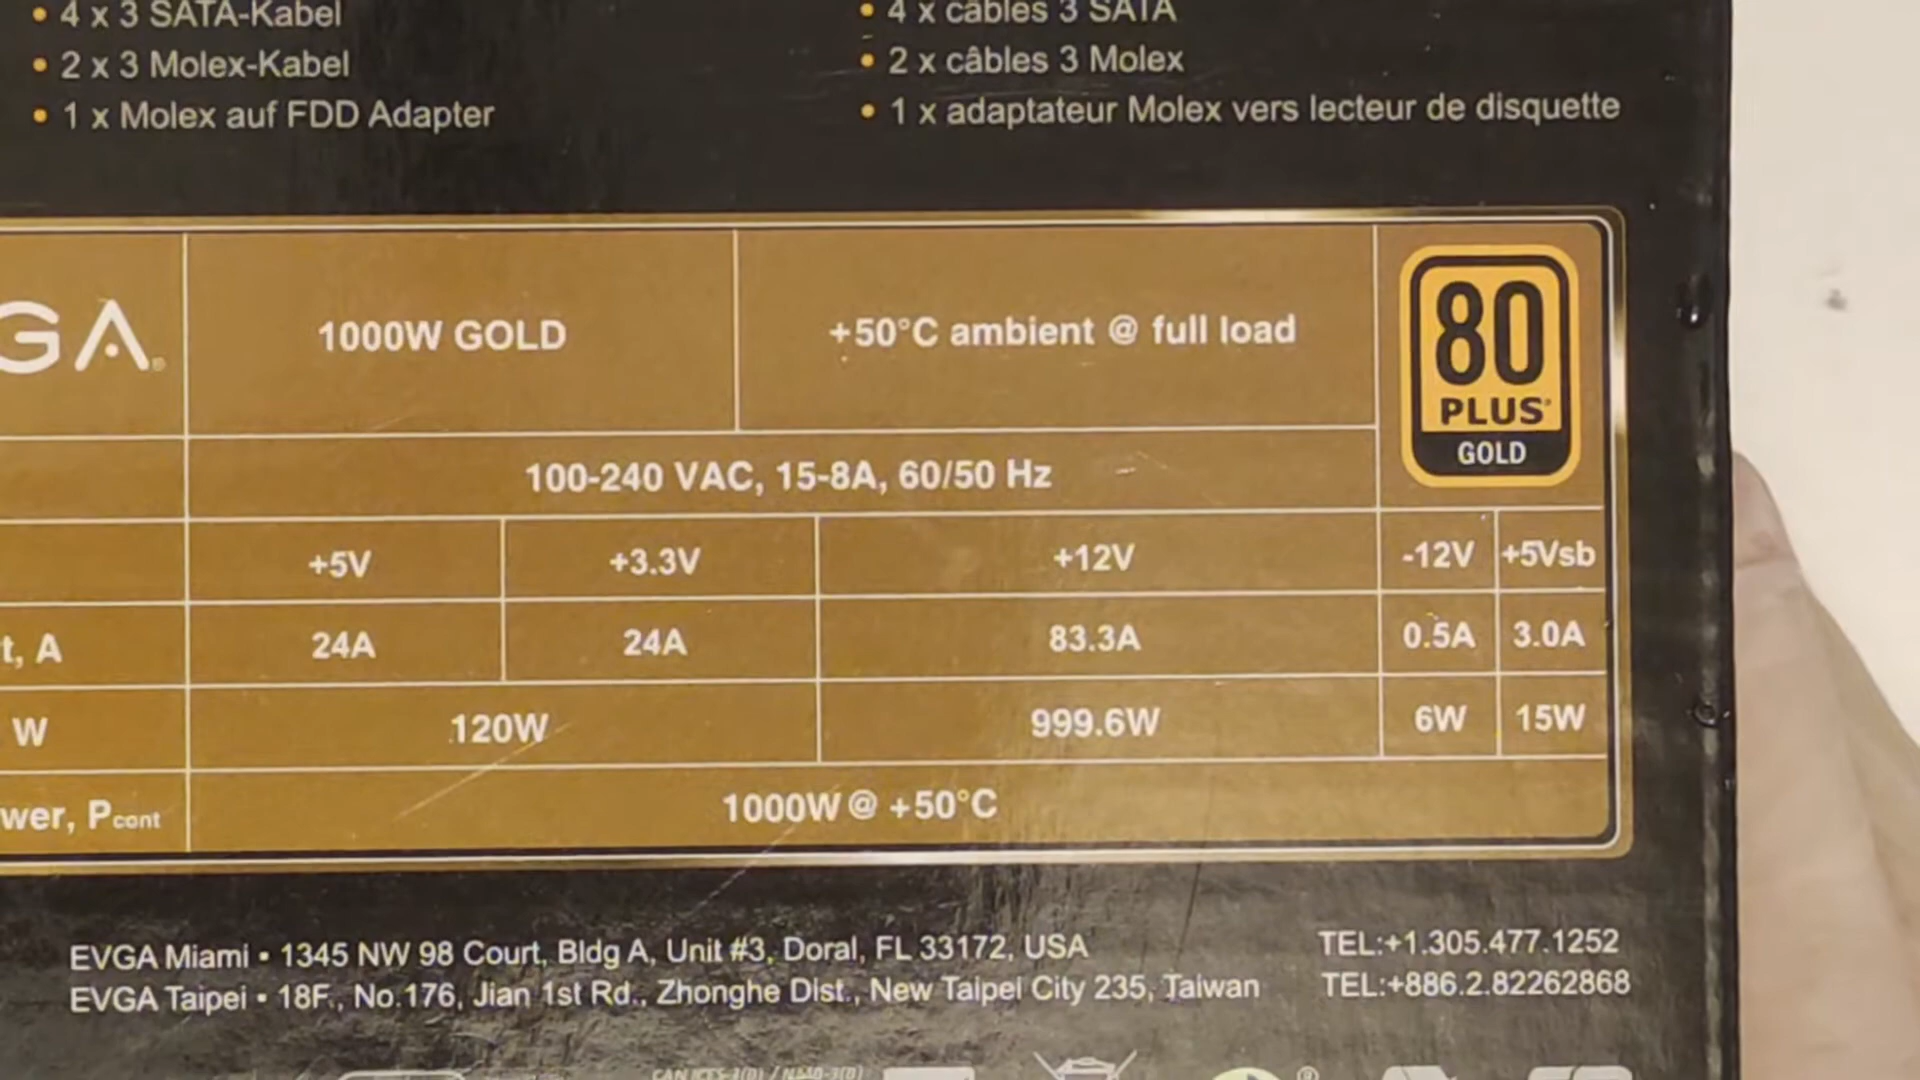 • 4 x 3 SATA-Kabel
• 2 x 3 Molex-Kabel
• 1 x Molex auf FDD Adapter
• 4 x câbles 3 SATA
• 2 x câbles 3 Molex
• 1 x adaptateur Molex vers lecteur de disquette
GA® 1000W GOLD +50°C ambient @ full load
80 PLUS® GOLD
100-240 VAC, 15-8A, 60/50 Hz
+5V +3.3V +12V -12V +5Vsb
t, A 24A 24A 83.3A 0.5A 3.0A
W 120W 999.6W 6W 15W
wer, Pcont 1000W @ +50°C
EVGA Miami • 1345 NW 98 Court, Bldg A, Unit #3, Doral, FL 33172, USA TEL:+1.305.477.1252
EVGA Taipei • 18F., No.176, Jian 1st Rd., Zhonghe Dist., New Taipei City 235, Taiwan TEL:+886.2.82262868